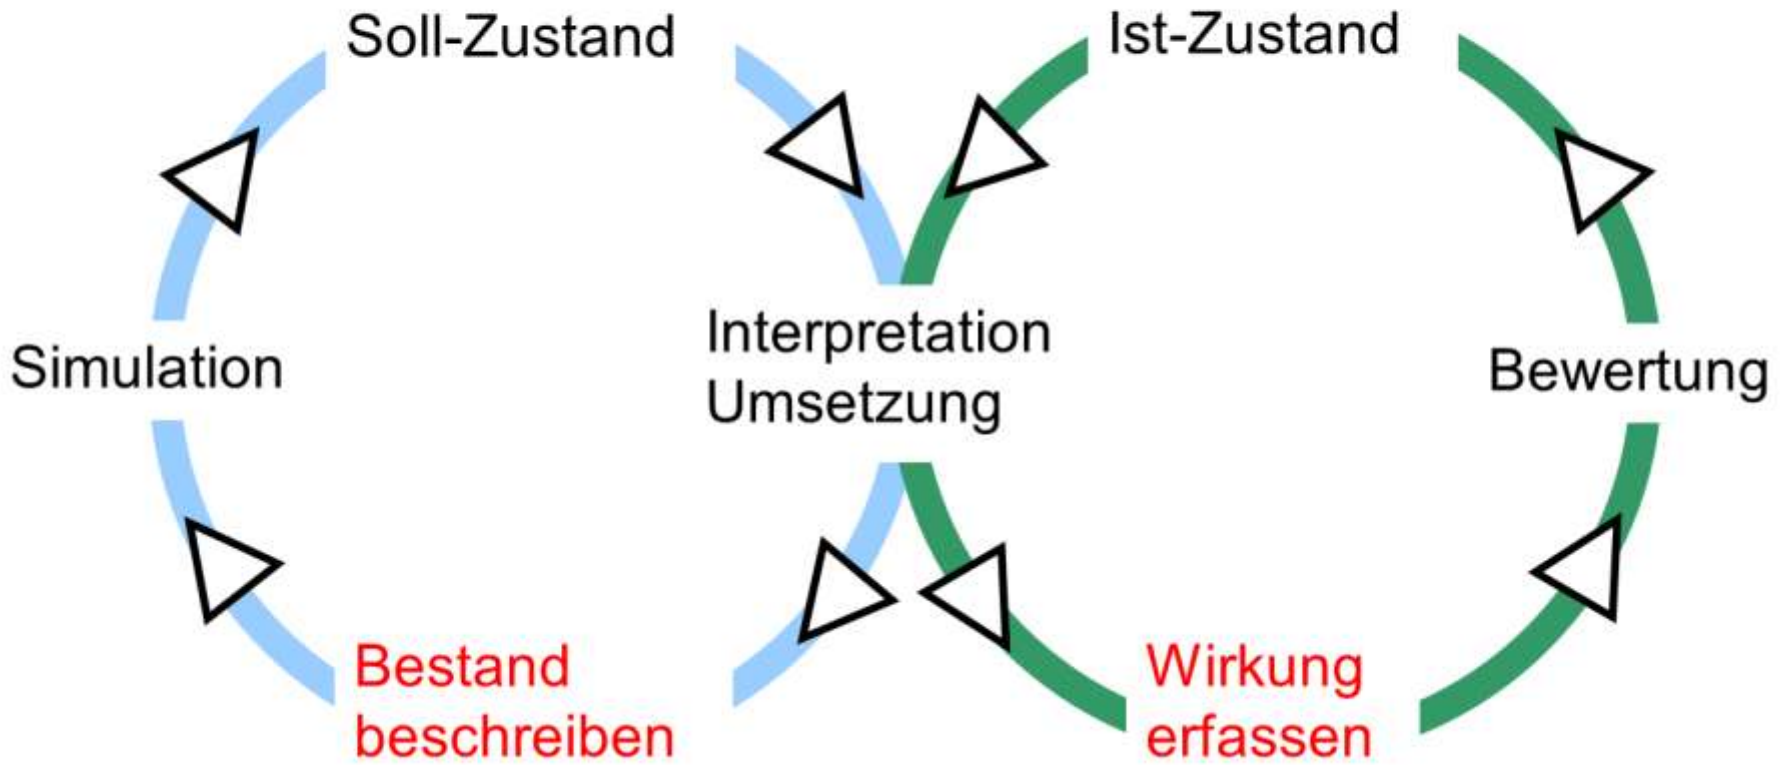 Soll-Zustand
Ist-Zustand
Simulation
Interpretation
Umsetzung
Bewertung
Bestand
beschreiben
Wirkung
erfassen